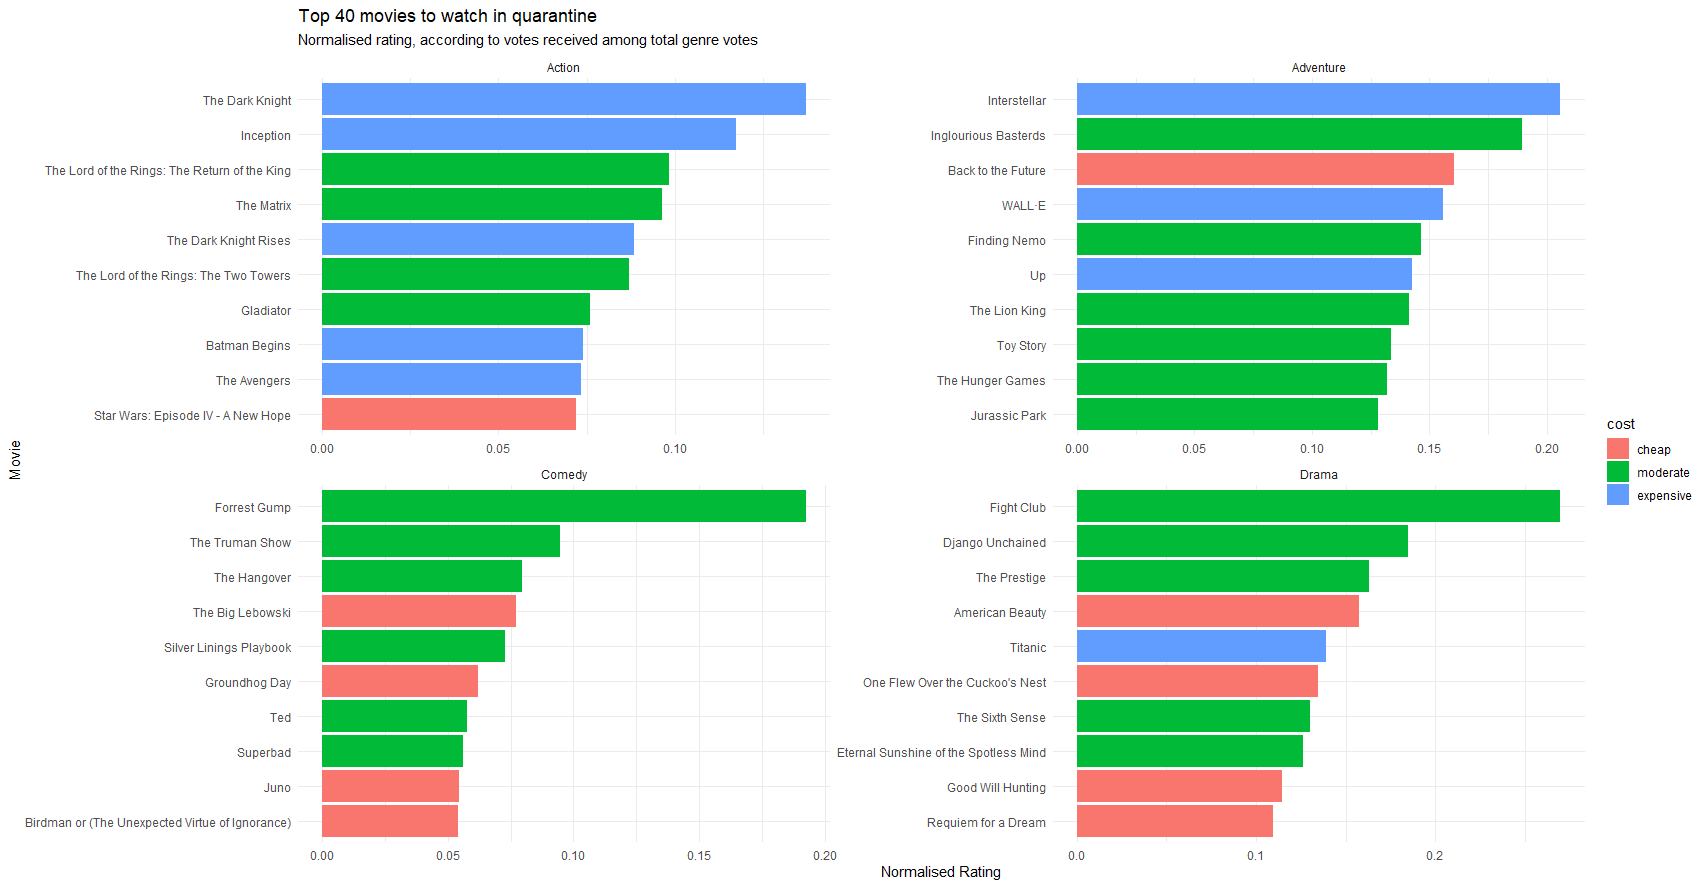 Top 40 movies to watch in quarantine
Normalised rating, according to votes received among total genre votes
Action
The Dark Knight
Inception
The Lord of the Rings: The Return of the King
The Matrix
The Dark Knight Rises
The Lord of the Rings: The Two Towers
Gladiator
Batman Begins
The Avengers
Star Wars: Episode IV - A New Hope
0.00 0.05 0.10
Adventure
Interstellar
Inglourious Basterds
Back to the Future
WALL·E
Finding Nemo
Up
The Lion King
Toy Story
The Hunger Games
Jurassic Park
0.00 0.05 0.10 0.15 0.20
Movie
Comedy
Forrest Gump
The Truman Show
The Hangover
The Big Lebowski
Silver Linings Playbook
Groundhog Day
Ted
Superbad
Juno
Birdman or (The Unexpected Virtue of Ignorance)
0.00 0.05 0.10 0.15 0.20
Drama
Fight Club
Django Unchained
The Prestige
American Beauty
Titanic
One Flew Over the Cuckoo's Nest
The Sixth Sense
Eternal Sunshine of the Spotless Mind
Good Will Hunting
Requiem for a Dream
0.0 0.1 0.2
Normalised Rating
cost
cheap
moderate
expensive